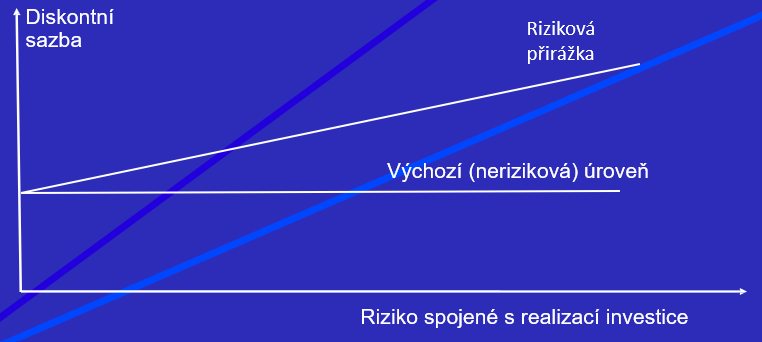 Diskontní
sazba
Riziková
přirážka
Výchozí (neriziková) úroveň
Riziko spojené s realizací investice